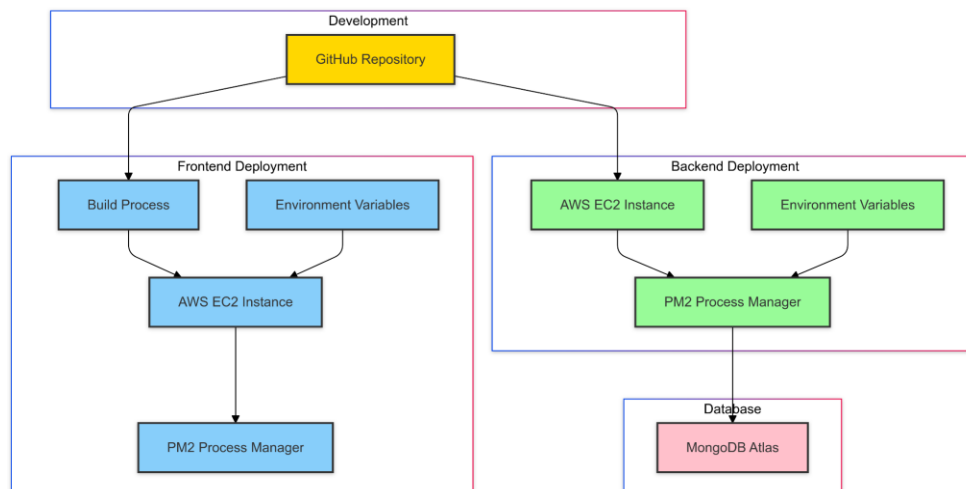 Development
GitHub Repository
Frontend Deployment
Build Process
Environment Variables
AWS EC2 Instance
PM2 Process Manager
Backend Deployment
AWS EC2 Instance
Environment Variables
PM2 Process Manager
Database
MongoDB Atlas